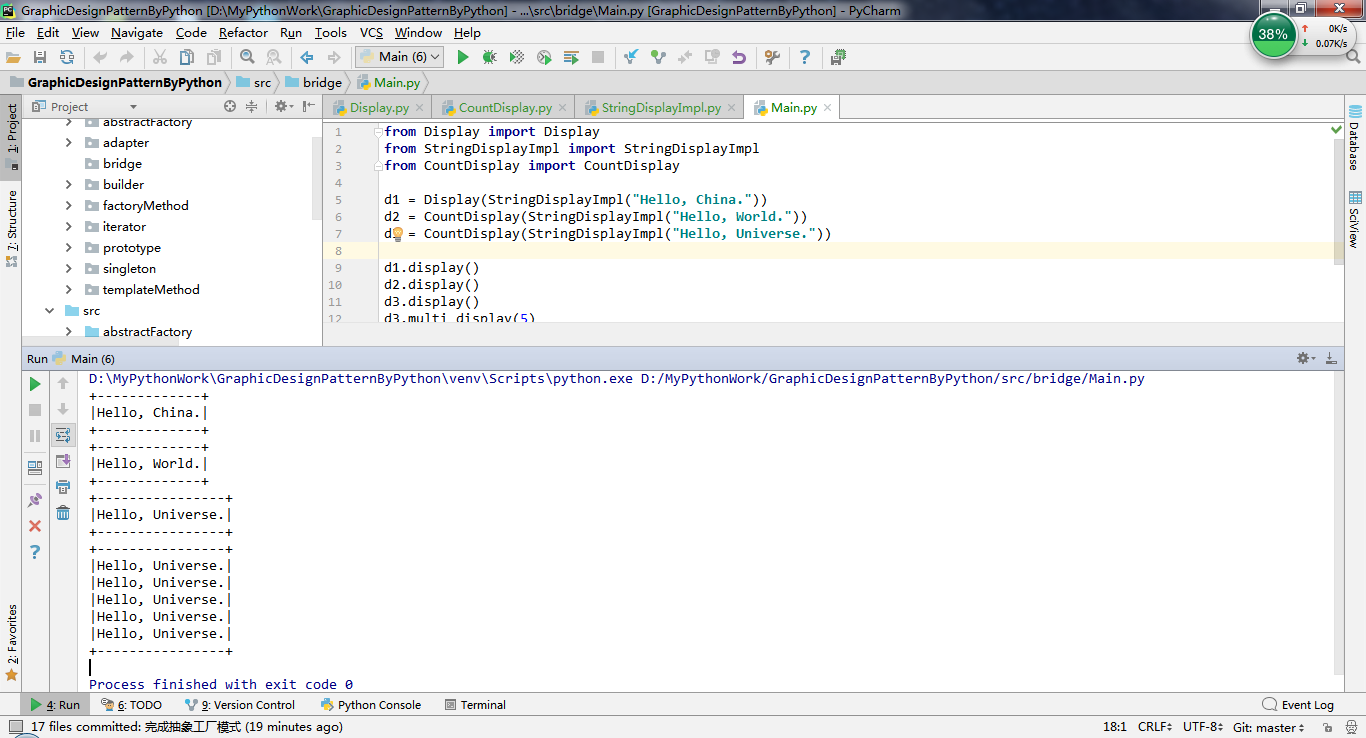 GraphicDesignPatternByPython [D:\MyPythonWork\GraphicDesignPatternByPython] - ...\src\bridge\Main.py [GraphicDesignPatternByPython] - PyCharm
File Edit View Navigate Code Refactor Run Tools VCS Window Help
38% 0K/s
0.07K/s
Main (6)
GraphicDesignPatternByPython src bridge Main.py
1: Project
7: Structure
2: Favorites
Project
abstractFactory
adapter
bridge
builder
factoryMethod
iterator
prototype
singleton
templateMethod
src
abstractFactory
Display.py CountDisplay.py StringDisplayImpl.py Main.py
1 from Display import Display
2 from StringDisplayImpl import StringDisplayImpl
3 from CountDisplay import CountDisplay
4
5 d1 = Display(StringDisplayImpl("Hello, China."))
6 d2 = CountDisplay(StringDisplayImpl("Hello, World."))
7 d = CountDisplay(StringDisplayImpl("Hello, Universe."))
8
9 d1.display()
10 d2.display()
11 d3.display()
12 d3.multi_display(5)
Database
SciView
Run Main (6)
D:\MyPythonWork\GraphicDesignPatternByPython\venv\Scripts\python.exe D:/MyPythonWork/GraphicDesignPatternByPython/src/bridge/Main.py
+-------------+
|Hello, China.|
+-------------+
+-------------+
|Hello, World.|
+-------------+
+----------------+
|Hello, Universe.|
+----------------+
+----------------+
|Hello, Universe.|
|Hello, Universe.|
|Hello, Universe.|
|Hello, Universe.|
|Hello, Universe.|
+----------------+
Process finished with exit code 0
4: Run 6: TODO 9: Version Control Python Console Terminal Event Log
17 files committed: 完成抽象工厂模式 (19 minutes ago) 18:1 CRLF UTF-8 Git: master